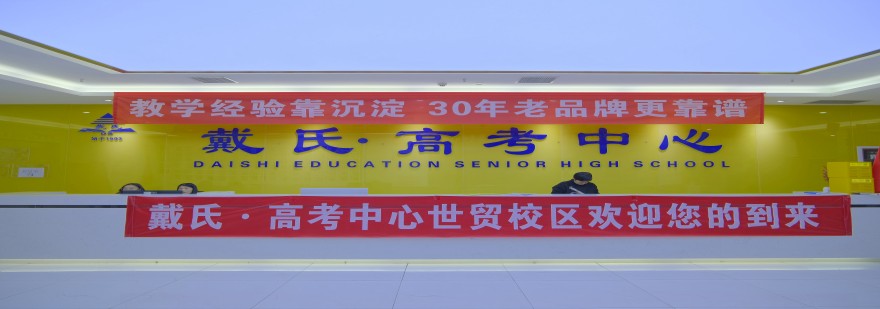 教学经验靠沉淀 30年老品牌更靠谱
戴氏·高考中心
DAISHI EDUCATION SENIOR HIGH SCHOOL
戴氏·高考中心世贸校区欢迎您的到来